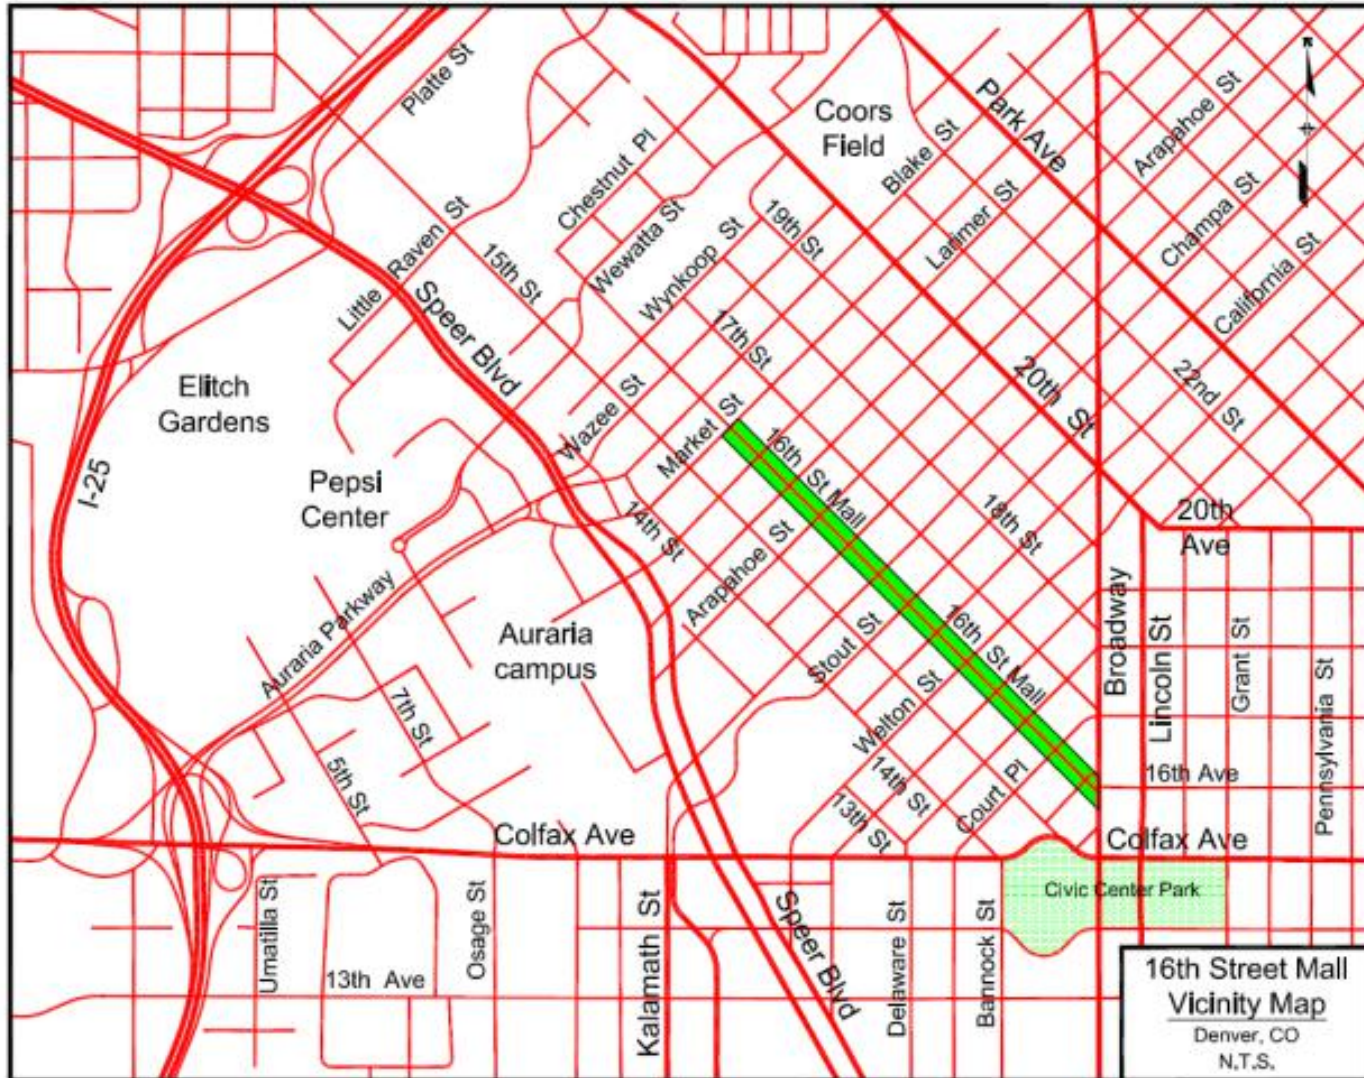 Platte St
Coors
Field
Park Ave
Arapahoe St
Chestnut Pl
Blake St
Champa St
Larimer St
19th St
Wewatta St
Wynkoop St
California St
Little Raven St
15th St
Speer Blvd
17th St
20th St
22nd St
Elitch
Gardens
Wazee St
Market St
16th St Mall
I-25
Pepsi
Center
14th St
18th St
20th
Ave
Arapahoe St
Auraria Parkway
Auraria
campus
Stout St
16th St Mall
Broadway
Lincoln St
Grant St
Pennsylvania St
7th St
5th St
Welton St
14th St
13th St
Court Pl
16th Ave
Colfax Ave
Colfax Ave
Umatilla St
13th Ave
Osage St
Kalamath St
Speer Blvd
Delaware St
Bannock St
Civic Center Park
16th Street Mall
Vicinity Map
Denver, CO
N.T.S.